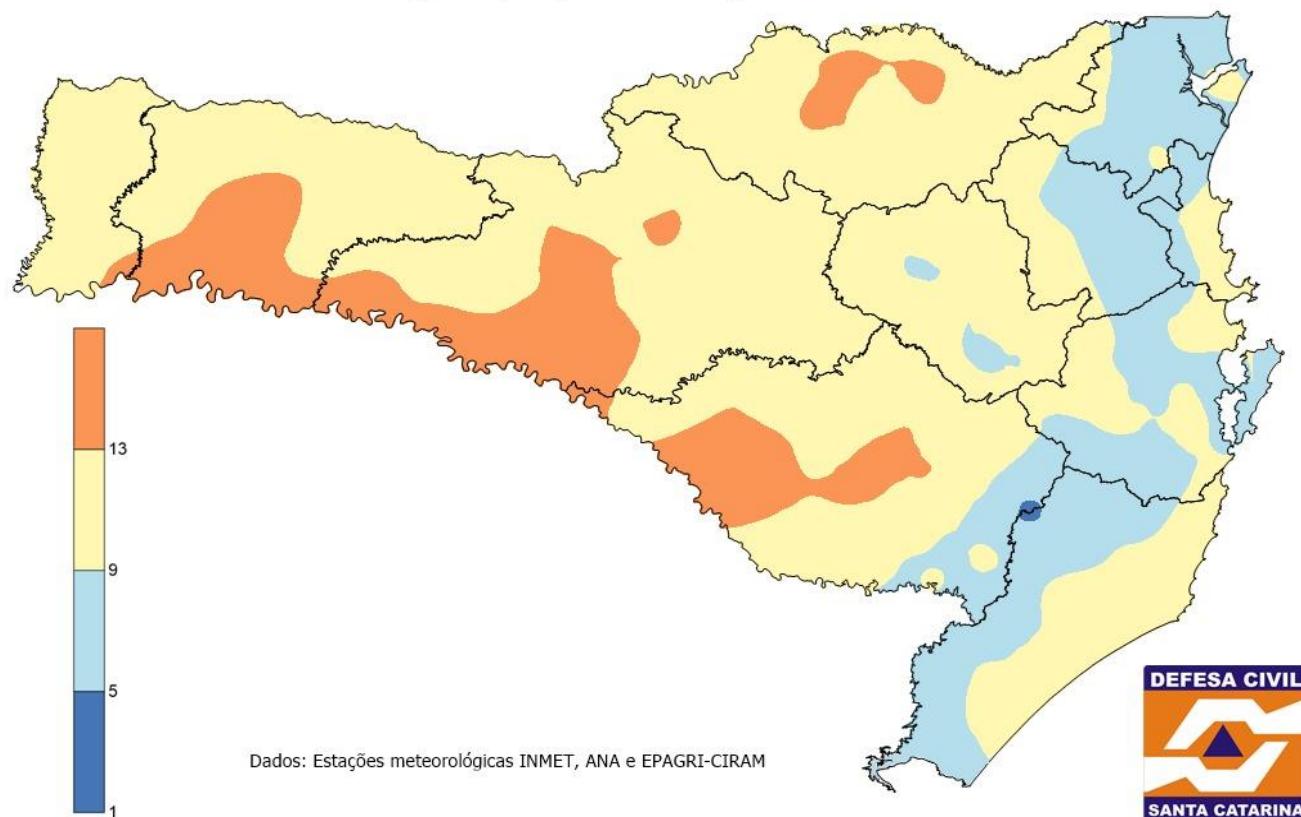 13
9
5
1
Dados: Estações meteorológicas INMET, ANA e EPAGRI-CIRAM
DEFESA CIVIL
SANTA CATARINA